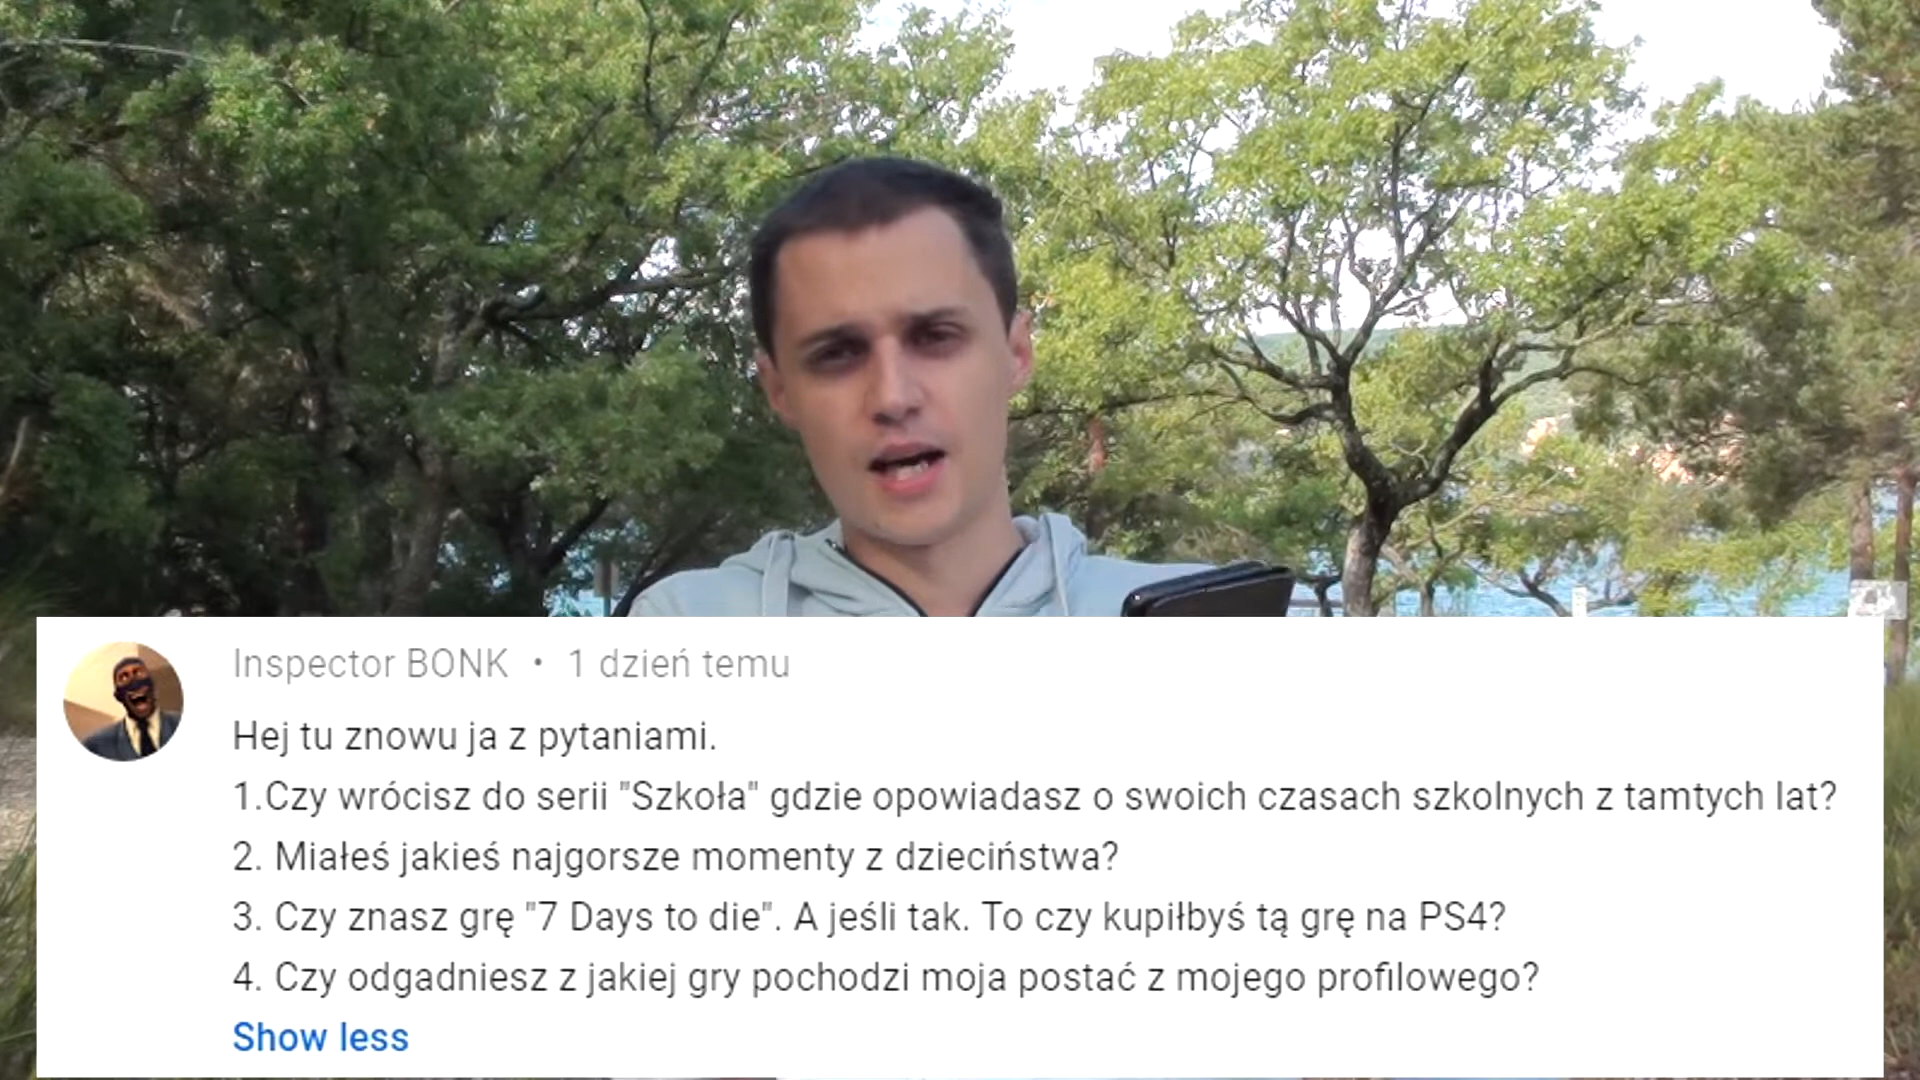 Inspector BONK • 1 dzień temu
Hej tu znowu ja z pytaniami.
1.Czy wrócisz do serii "Szkoła" gdzie opowiadasz o swoich czasach szkolnych z tamtych lat?
2. Miałeś jakieś najgorsze momenty z dzieciństwa?
3. Czy znasz grę "7 Days to die". A jeśli tak. To czy kupiłbyś tą grę na PS4?
4. Czy odgadniesz z jakiej gry pochodzi moja postać z mojego profilowego?
Show less